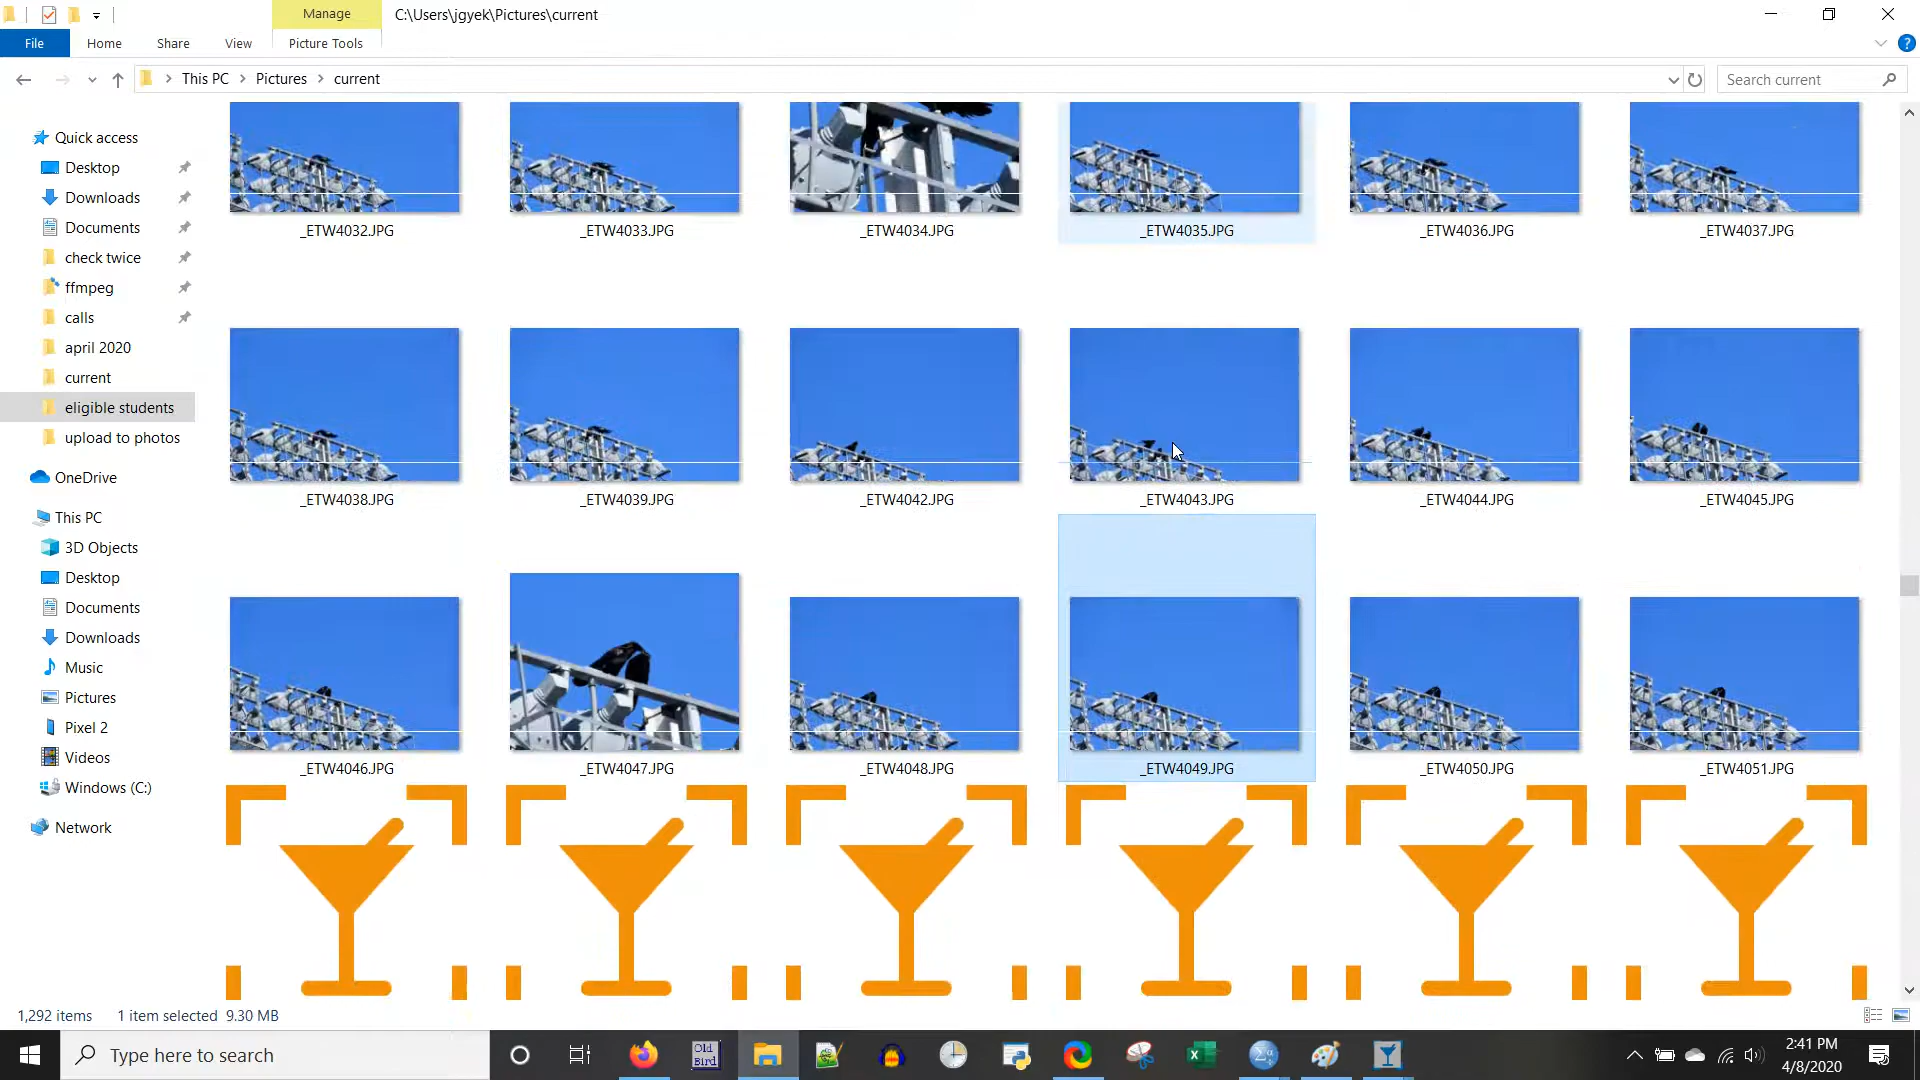 Manage
C:\Users\jgyek\Pictures\current
File
Home
Share
View
Picture Tools
This PC
Pictures
current
Search current
Quick access
Desktop
Downloads
Documents
check twice
ffmpeg
calls
april 2020
current
eligible students
upload to photos
OneDrive
This PC
3D Objects
Desktop
Documents
Downloads
Music
Pictures
Pixel 2
Videos
Windows (C:)
Network
_ETW4032.JPG
_ETW4033.JPG
_ETW4034.JPG
_ETW4035.JPG
_ETW4036.JPG
_ETW4037.JPG
_ETW4038.JPG
_ETW4039.JPG
_ETW4042.JPG
_ETW4043.JPG
_ETW4044.JPG
_ETW4045.JPG
_ETW4046.JPG
_ETW4047.JPG
_ETW4048.JPG
_ETW4049.JPG
_ETW4050.JPG
_ETW4051.JPG
1,292 items 1 item selected 9.30 MB
Type here to search
Old
Bird
Σα
2:41 PM
4/8/2020